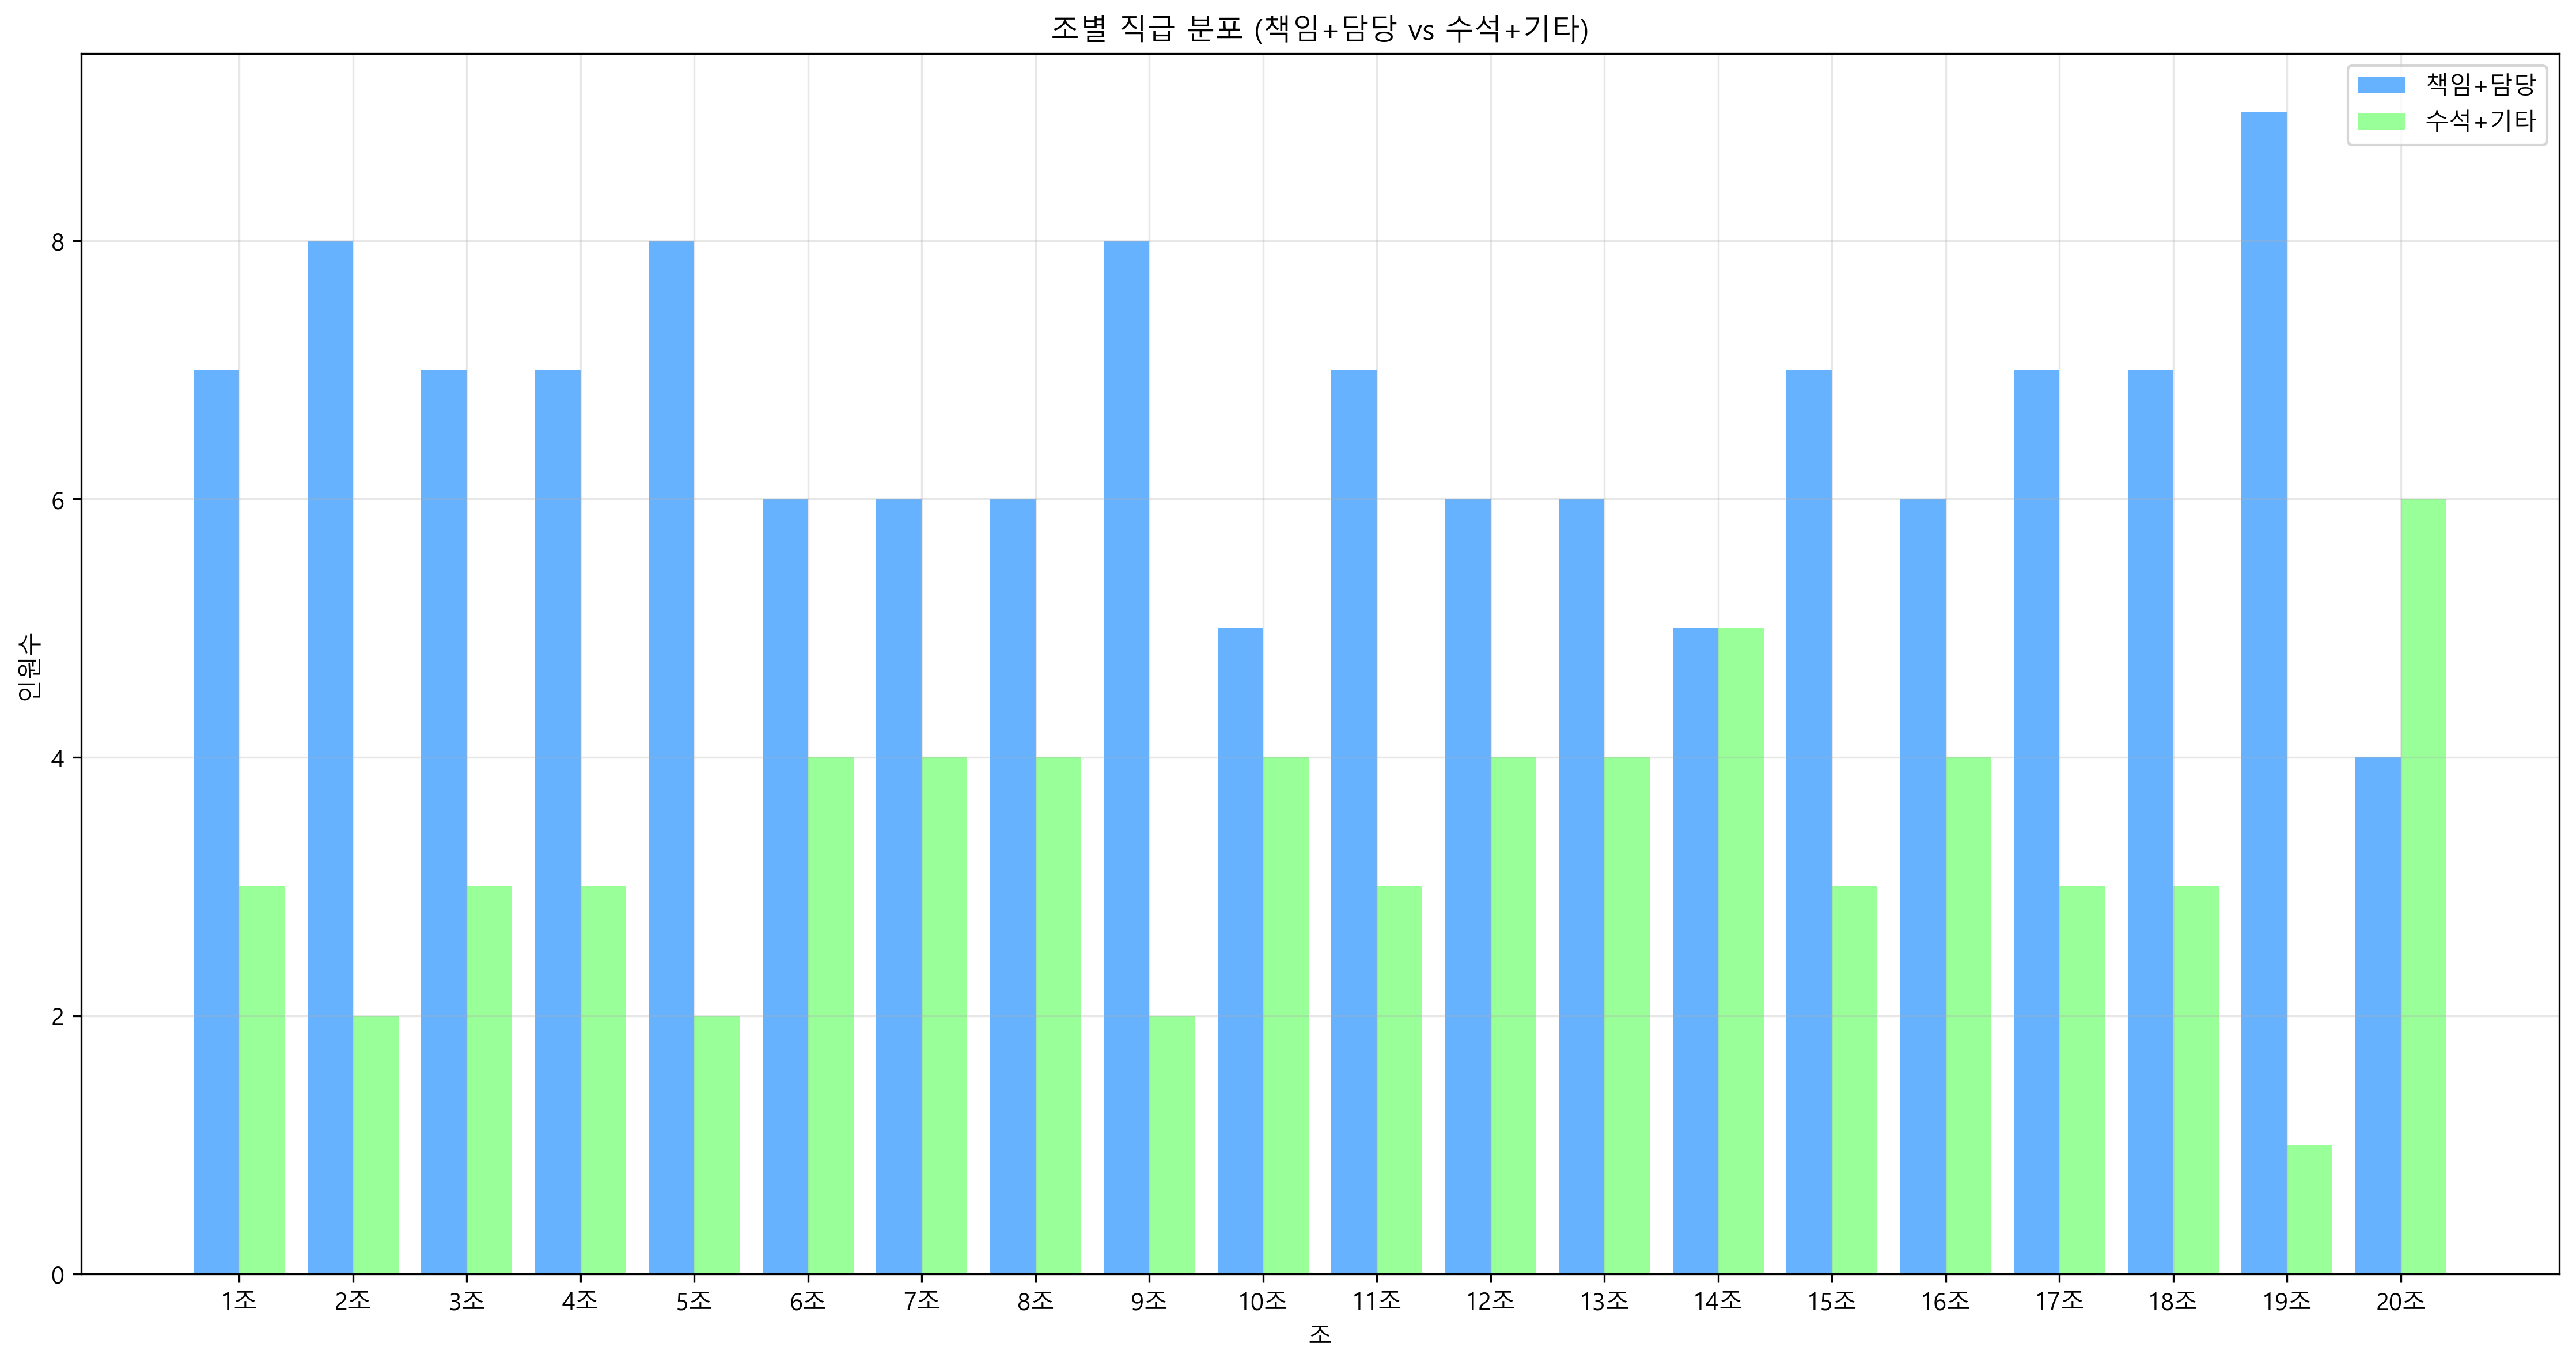 조별 직급 분포 (책임+담당 vs 수석+기타)
책임+담당
수석+기타
인원수
8
6
4
2
0
1조 2조 3조 4조 5조 6조 7조 8조 9조 10조 11조 12조 13조 14조 15조 16조 17조 18조 19조 20조
조